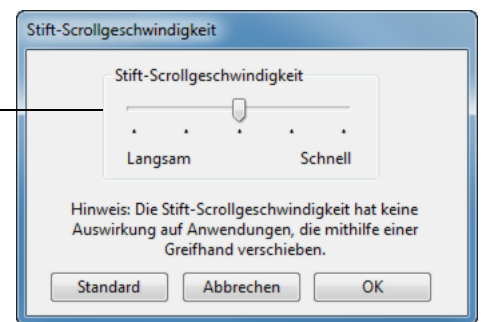 Stift-Scrollgeschwindigkeit
Stift-Scrollgeschwindigkeit
Langsam Schnell
Hinweis: Die Stift-Scrollgeschwindigkeit hat keine
Auswirkung auf Anwendungen, die mithilfe einer
Greifhand verschieben.
Standard Abbrechen OK